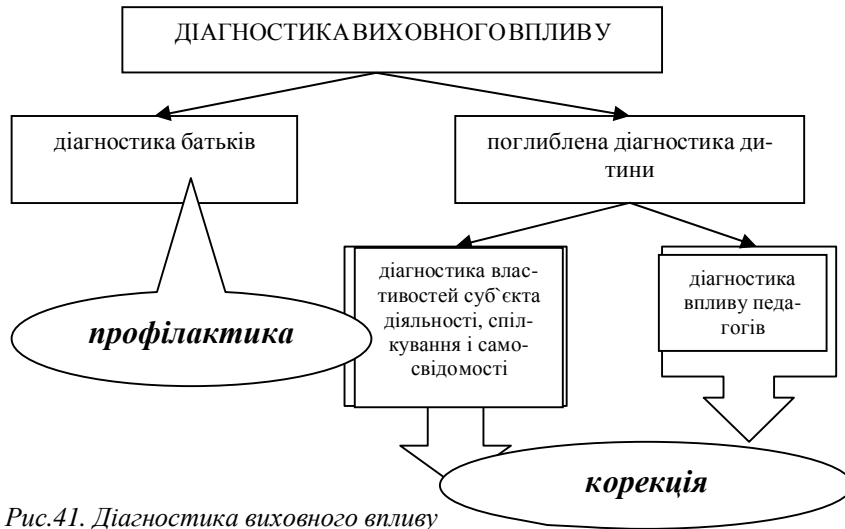 ДІАГНОСТИКА ВИХОВНОГО ВПЛИВУ
діагностика батьків
поглиблена діагностика ди-
тини
діагностика влас-
тивостей суб`єкта
діяльності, спіл-
кування і само-
свідомості
діагностика
впливу педа-
гогів
профілактика
корекція
Рис.41. Діагностика виховного впливу